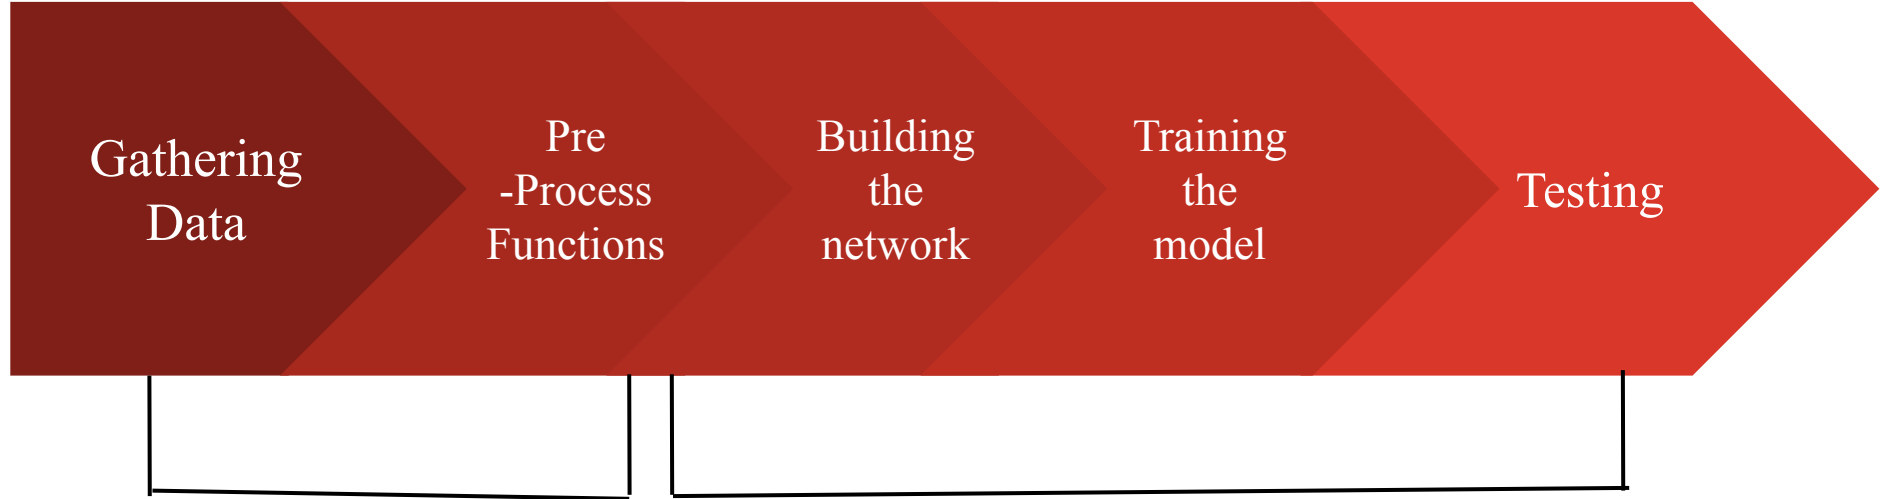 Gathering
Data
Pre
-Process
Functions
Building
the
network
Training
the
model
Testing